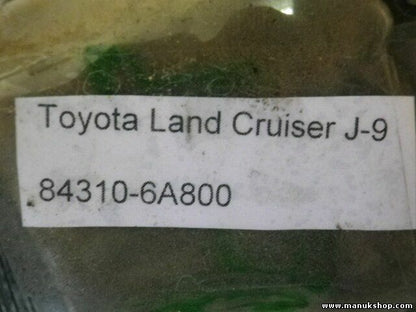 Toyota Land Cruiser J-9
84310-6A800
www.manukshop.com